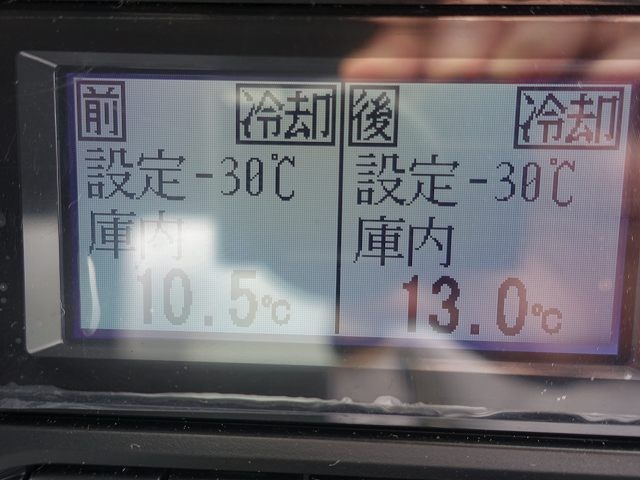 前 冷却
設定-30℃
庫内
10.5℃
後 冷却
設定-30℃
庫内
13.0℃